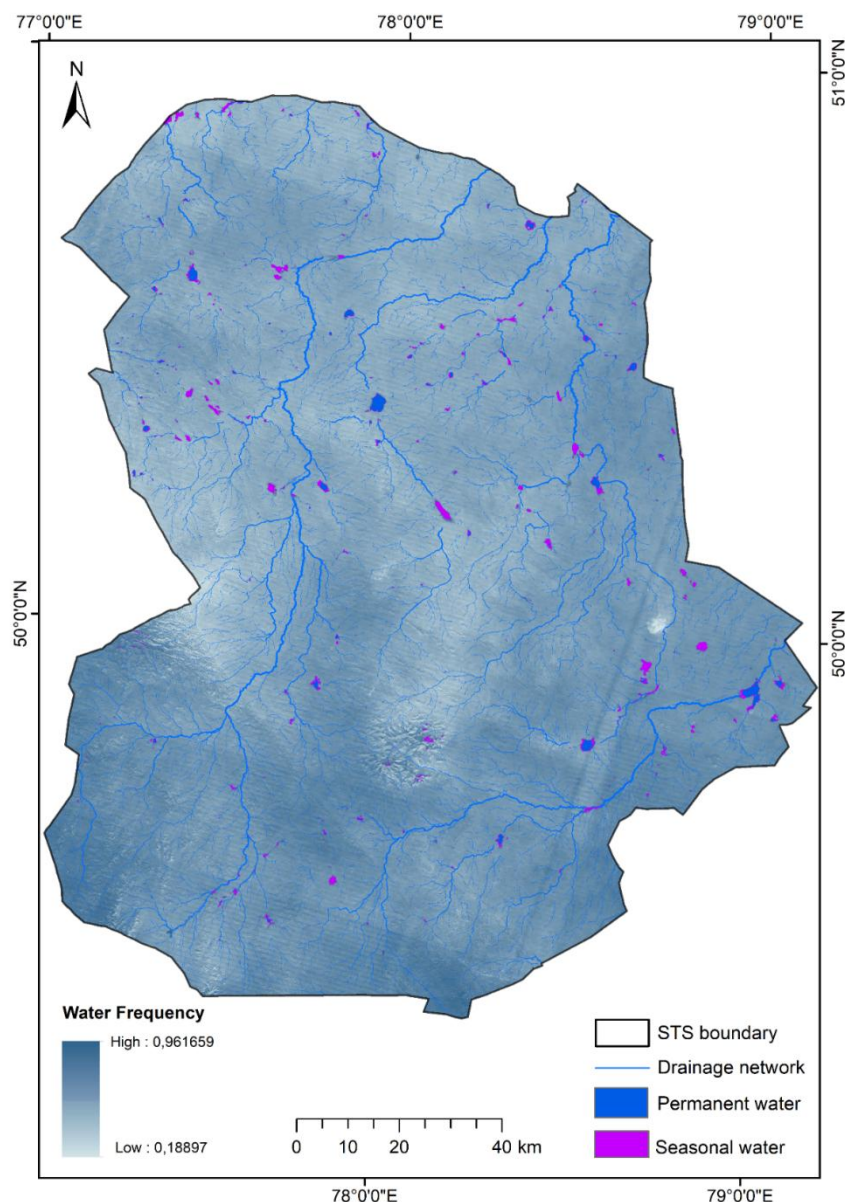 77°0'0"E 78°0'0"E 79°0'0"E
51°0'0"N
N
50°0'0"N
50°0'0"N
Water Frequency
High : 0,961659
Low : 0,18897
0 5 10 20 40 km
STS boundary
Drainage network
Permanent water
Seasonal water
78°0'0"E 79°0'0"E